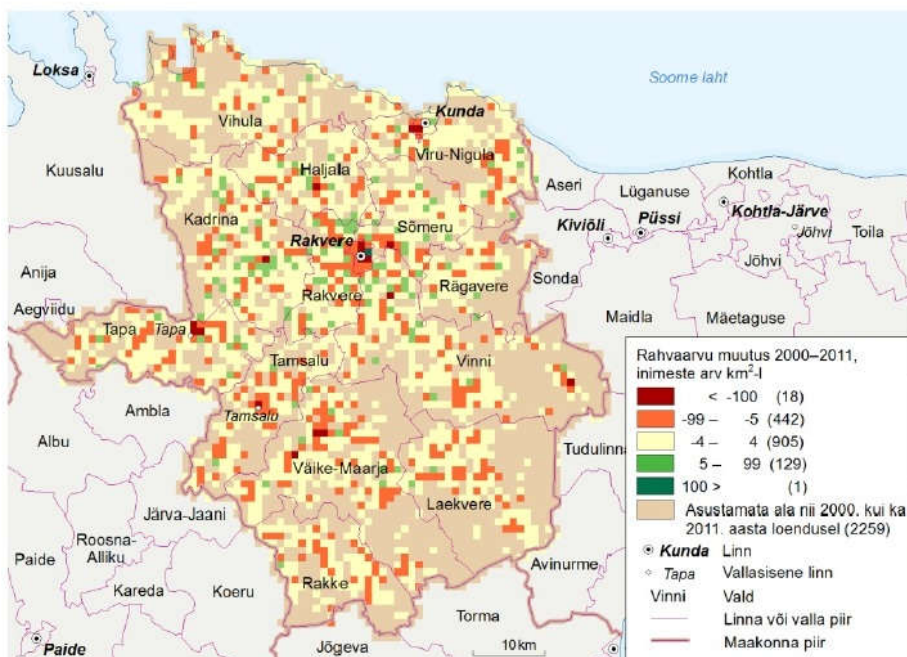 Loksa
Soome laht
Kunda
Vihula
Viru-Nigula
Kuusalu
Haljala
Aseri
Kohtla
Lüganuse
Kadrina
Sõmeru
Kiviõli
Püssi
Kohtla-Järve
Jõhvi
Toila
Rakvere
Jõhvi
Anija
Sonda
Rakvere
Rägavere
Aegviidu
Maidla
Mäetaguse
Tapa
Tapa
Tamsalu
Vinni
Ambla
Tamsalu
Albu
Tudulinna
Väike-Maarja
Laekvere
Järva-Jaani
Roosna-
Alliku
Paide
Avinurme
Kareda
Koeru
Rakke
Torma
Paide
Jõgeva
10 km
Rahvaarvu muutus 2000–2011,
inimeste arv km²-l
< -100 (18)
-99 – -5 (442)
-4 – 4 (905)
5 – 99 (129)
100 > (1)
Asustamata ala nii 2000. kui ka
2011. aasta loendusel (2259)
Kunda Linn
Tapa Vallasisene linn
Vinni Vald
Linna või valla piir
Maakonna piir